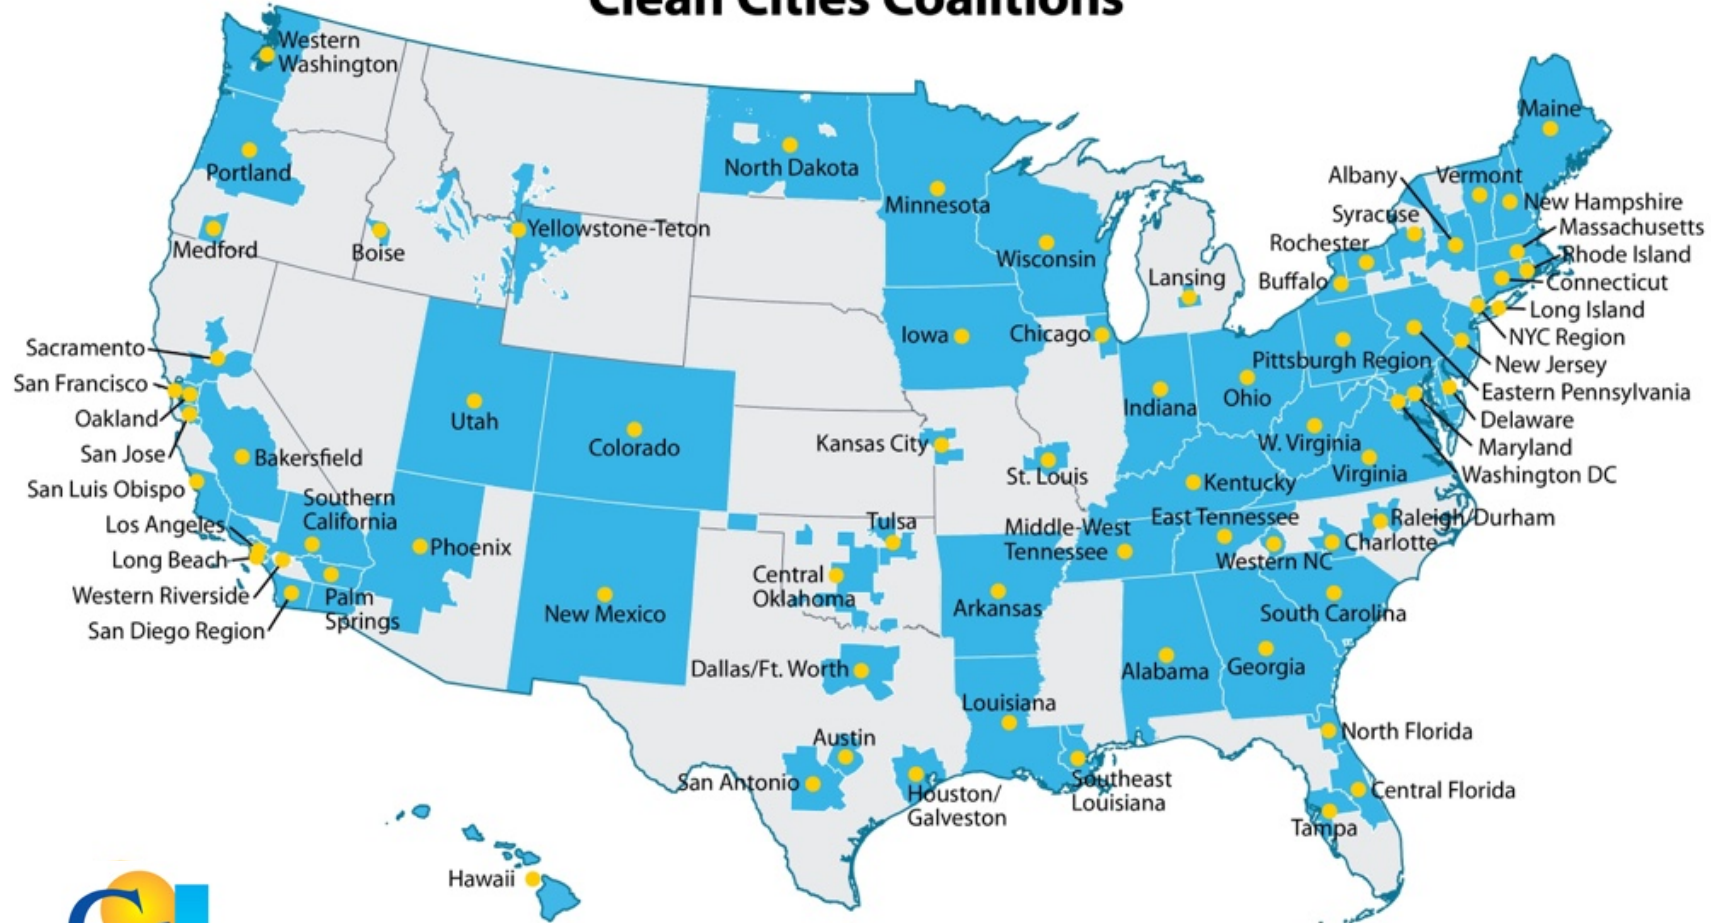 Clean Cities Coalitions
Western
Washington
Portland
Medford
Boise
Yellowstone-Teton
North Dakota
Minnesota
Wisconsin
Lansing
Iowa
Chicago
Maine
Albany
Vermont
New Hampshire
Syracuse
Massachusetts
Rochester
Rhode Island
Buffalo
Connecticut
Long Island
NYC Region
Pittsburgh Region
New Jersey
Eastern Pennsylvania
Delaware
Maryland
Washington DC
Sacramento
San Francisco
Oakland
San Jose
San Luis Obispo
Bakersfield
Southern
California
Los Angeles
Long Beach
Western Riverside
San Diego Region
Palm
Springs
Utah
Colorado
Phoenix
New Mexico
Kansas City
St. Louis
Indiana
Ohio
W. Virginia
Virginia
Kentucky
Tulsa
Central
Oklahoma
Middle-West
Tennessee
East Tennessee
Raleigh/Durham
Charlotte
Western NC
Arkansas
South Carolina
Dallas/Ft. Worth
Alabama
Georgia
Louisiana
Austin
San Antonio
Houston/
Galveston
Southeast
Louisiana
North Florida
Central Florida
Tampa
Hawaii